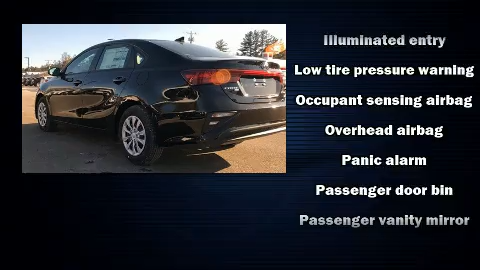 Illuminated entry
Low tire pressure warning
Occupant sensing airbag
Overhead airbag
Panic alarm
Passenger door bin
Passenger vanity mirror